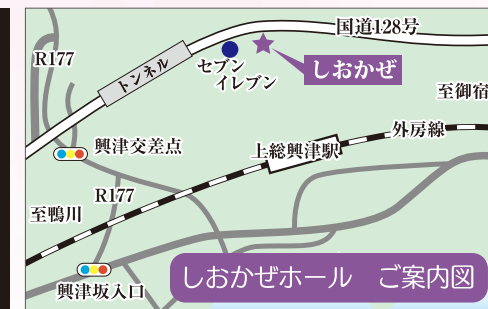 国道128号
R177
トンネル
セブン
イレブン
しおかぜ
至御宿
外房線
興津交差点
上総興津駅
R177
至鴨川
興津坂入口
しおかぜホール　ご案内図